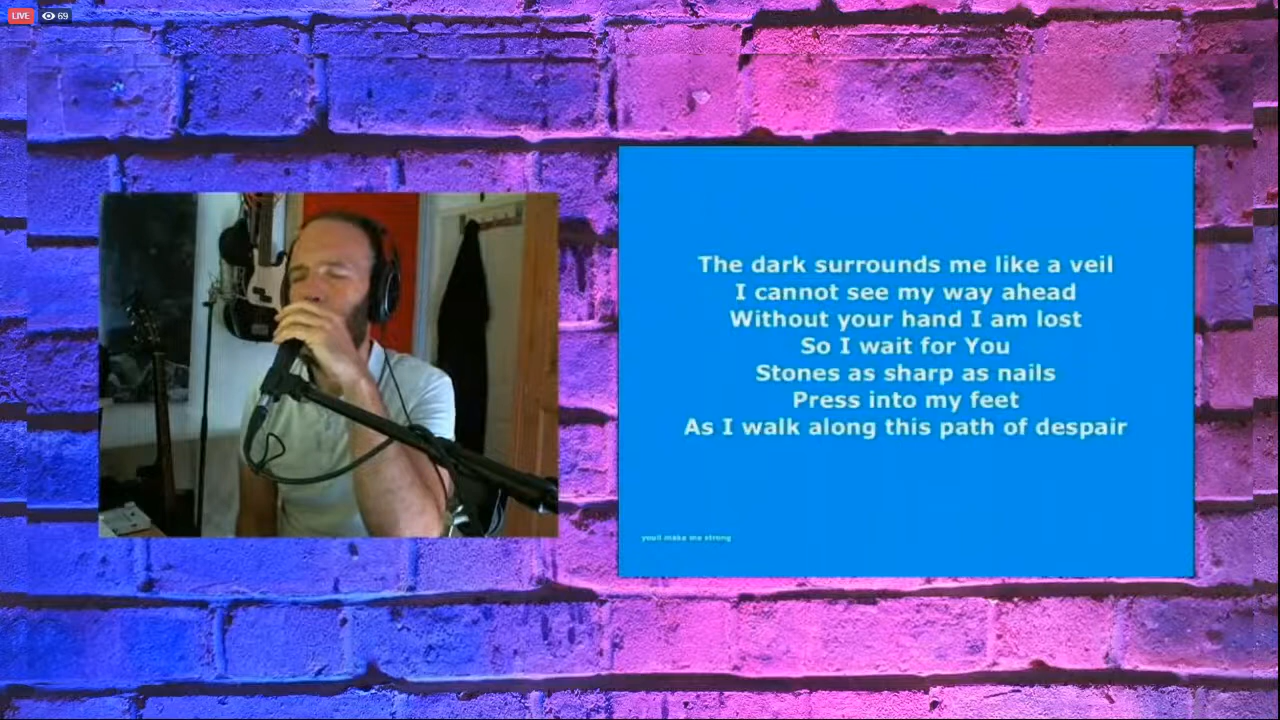 LIVE 69
The dark surrounds me like a veil
I cannot see my way ahead
Without your hand I am lost
So I wait for You
Stones as sharp as nails
Press into my feet
As I walk along this path of despair
youll make me strong